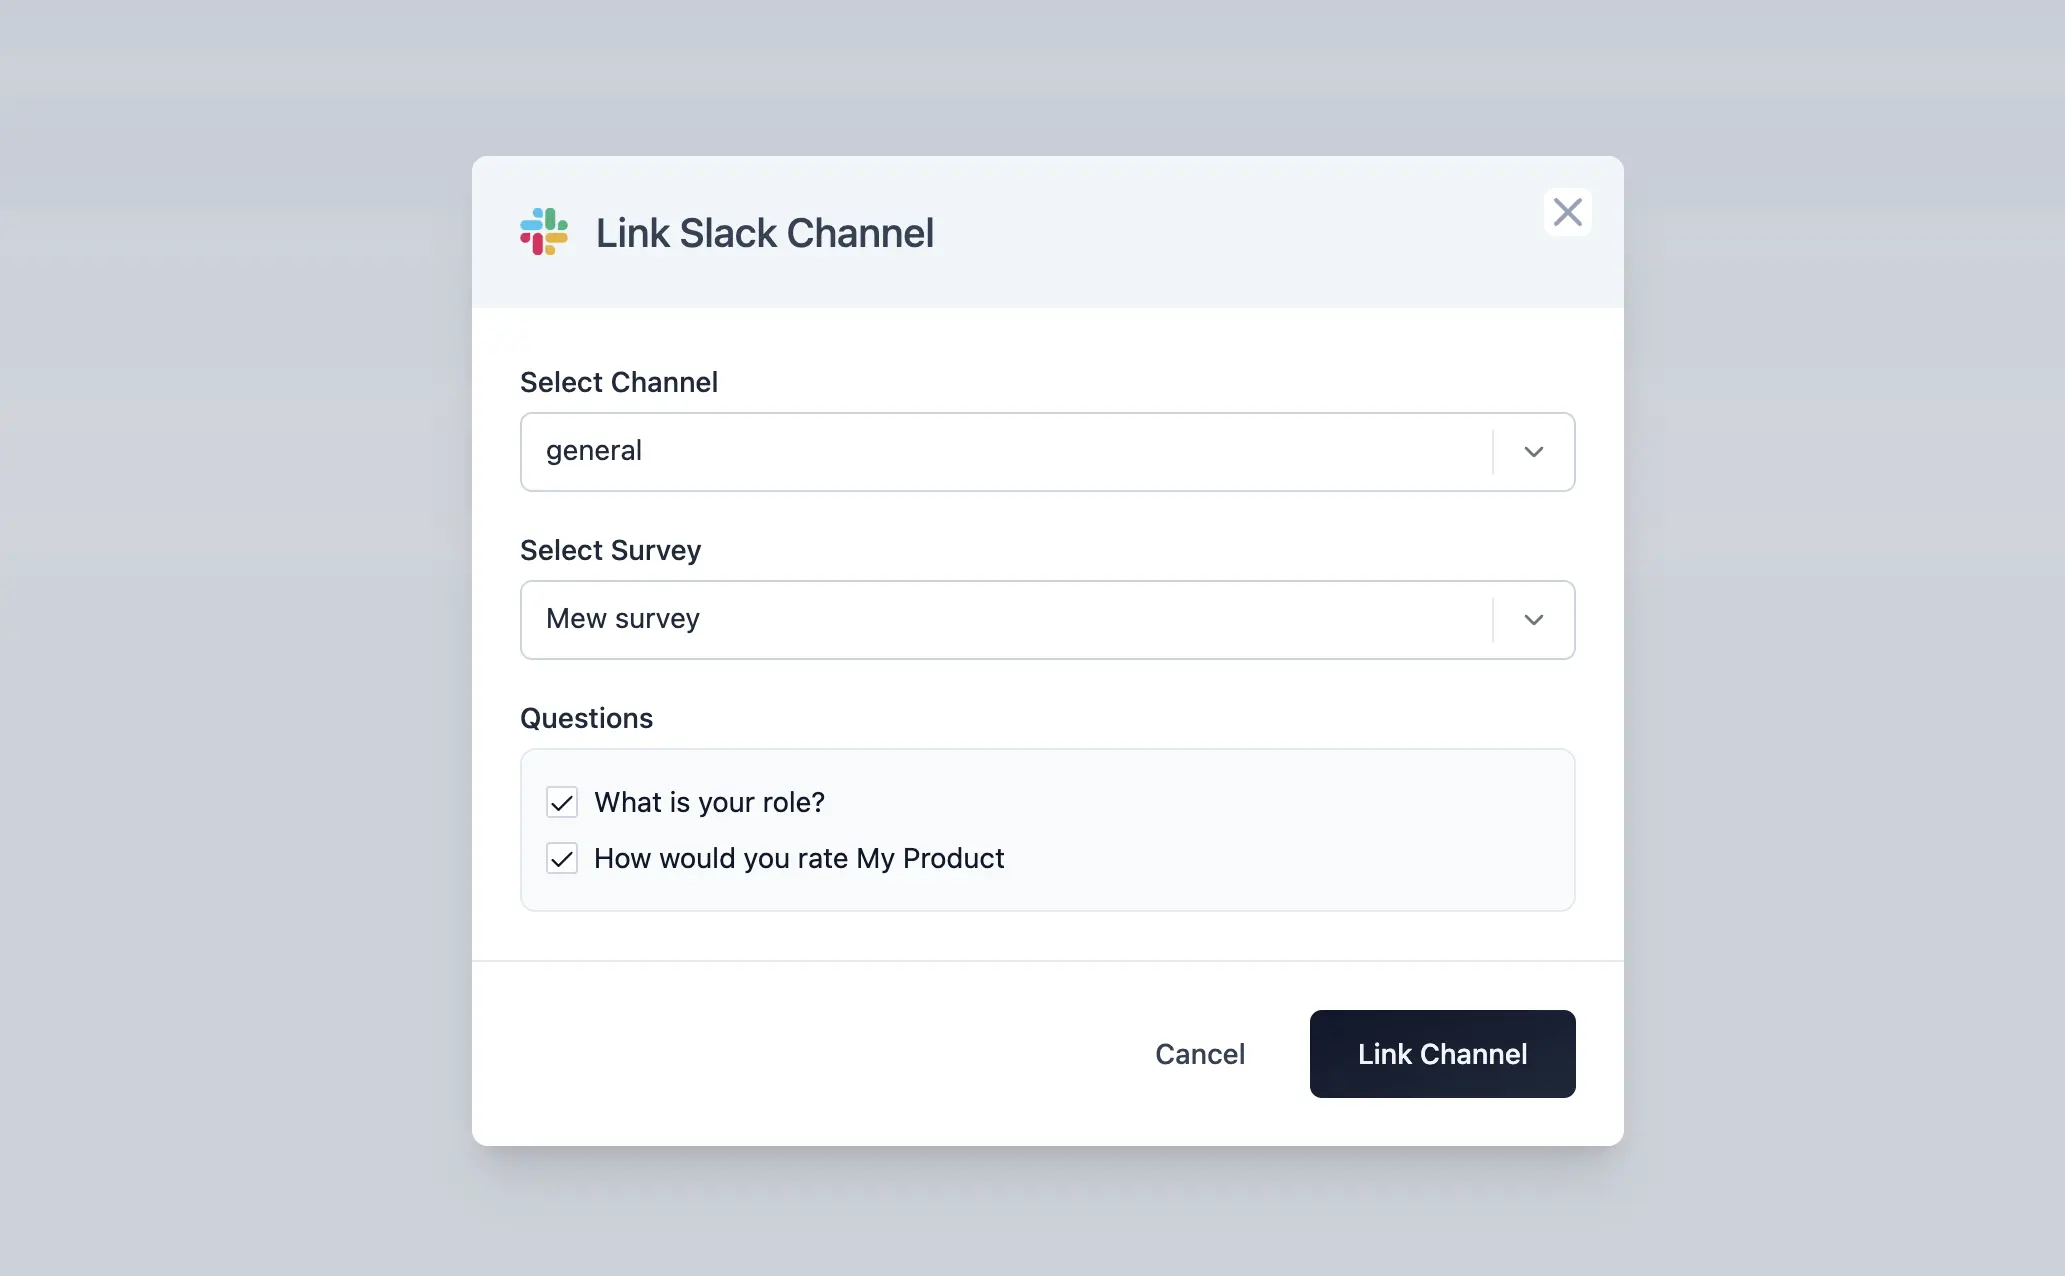 Link Slack Channel
Select Channel
general
Select Survey
Mew survey
Questions
What is your role?
How would you rate My Product
Cancel
Link Channel